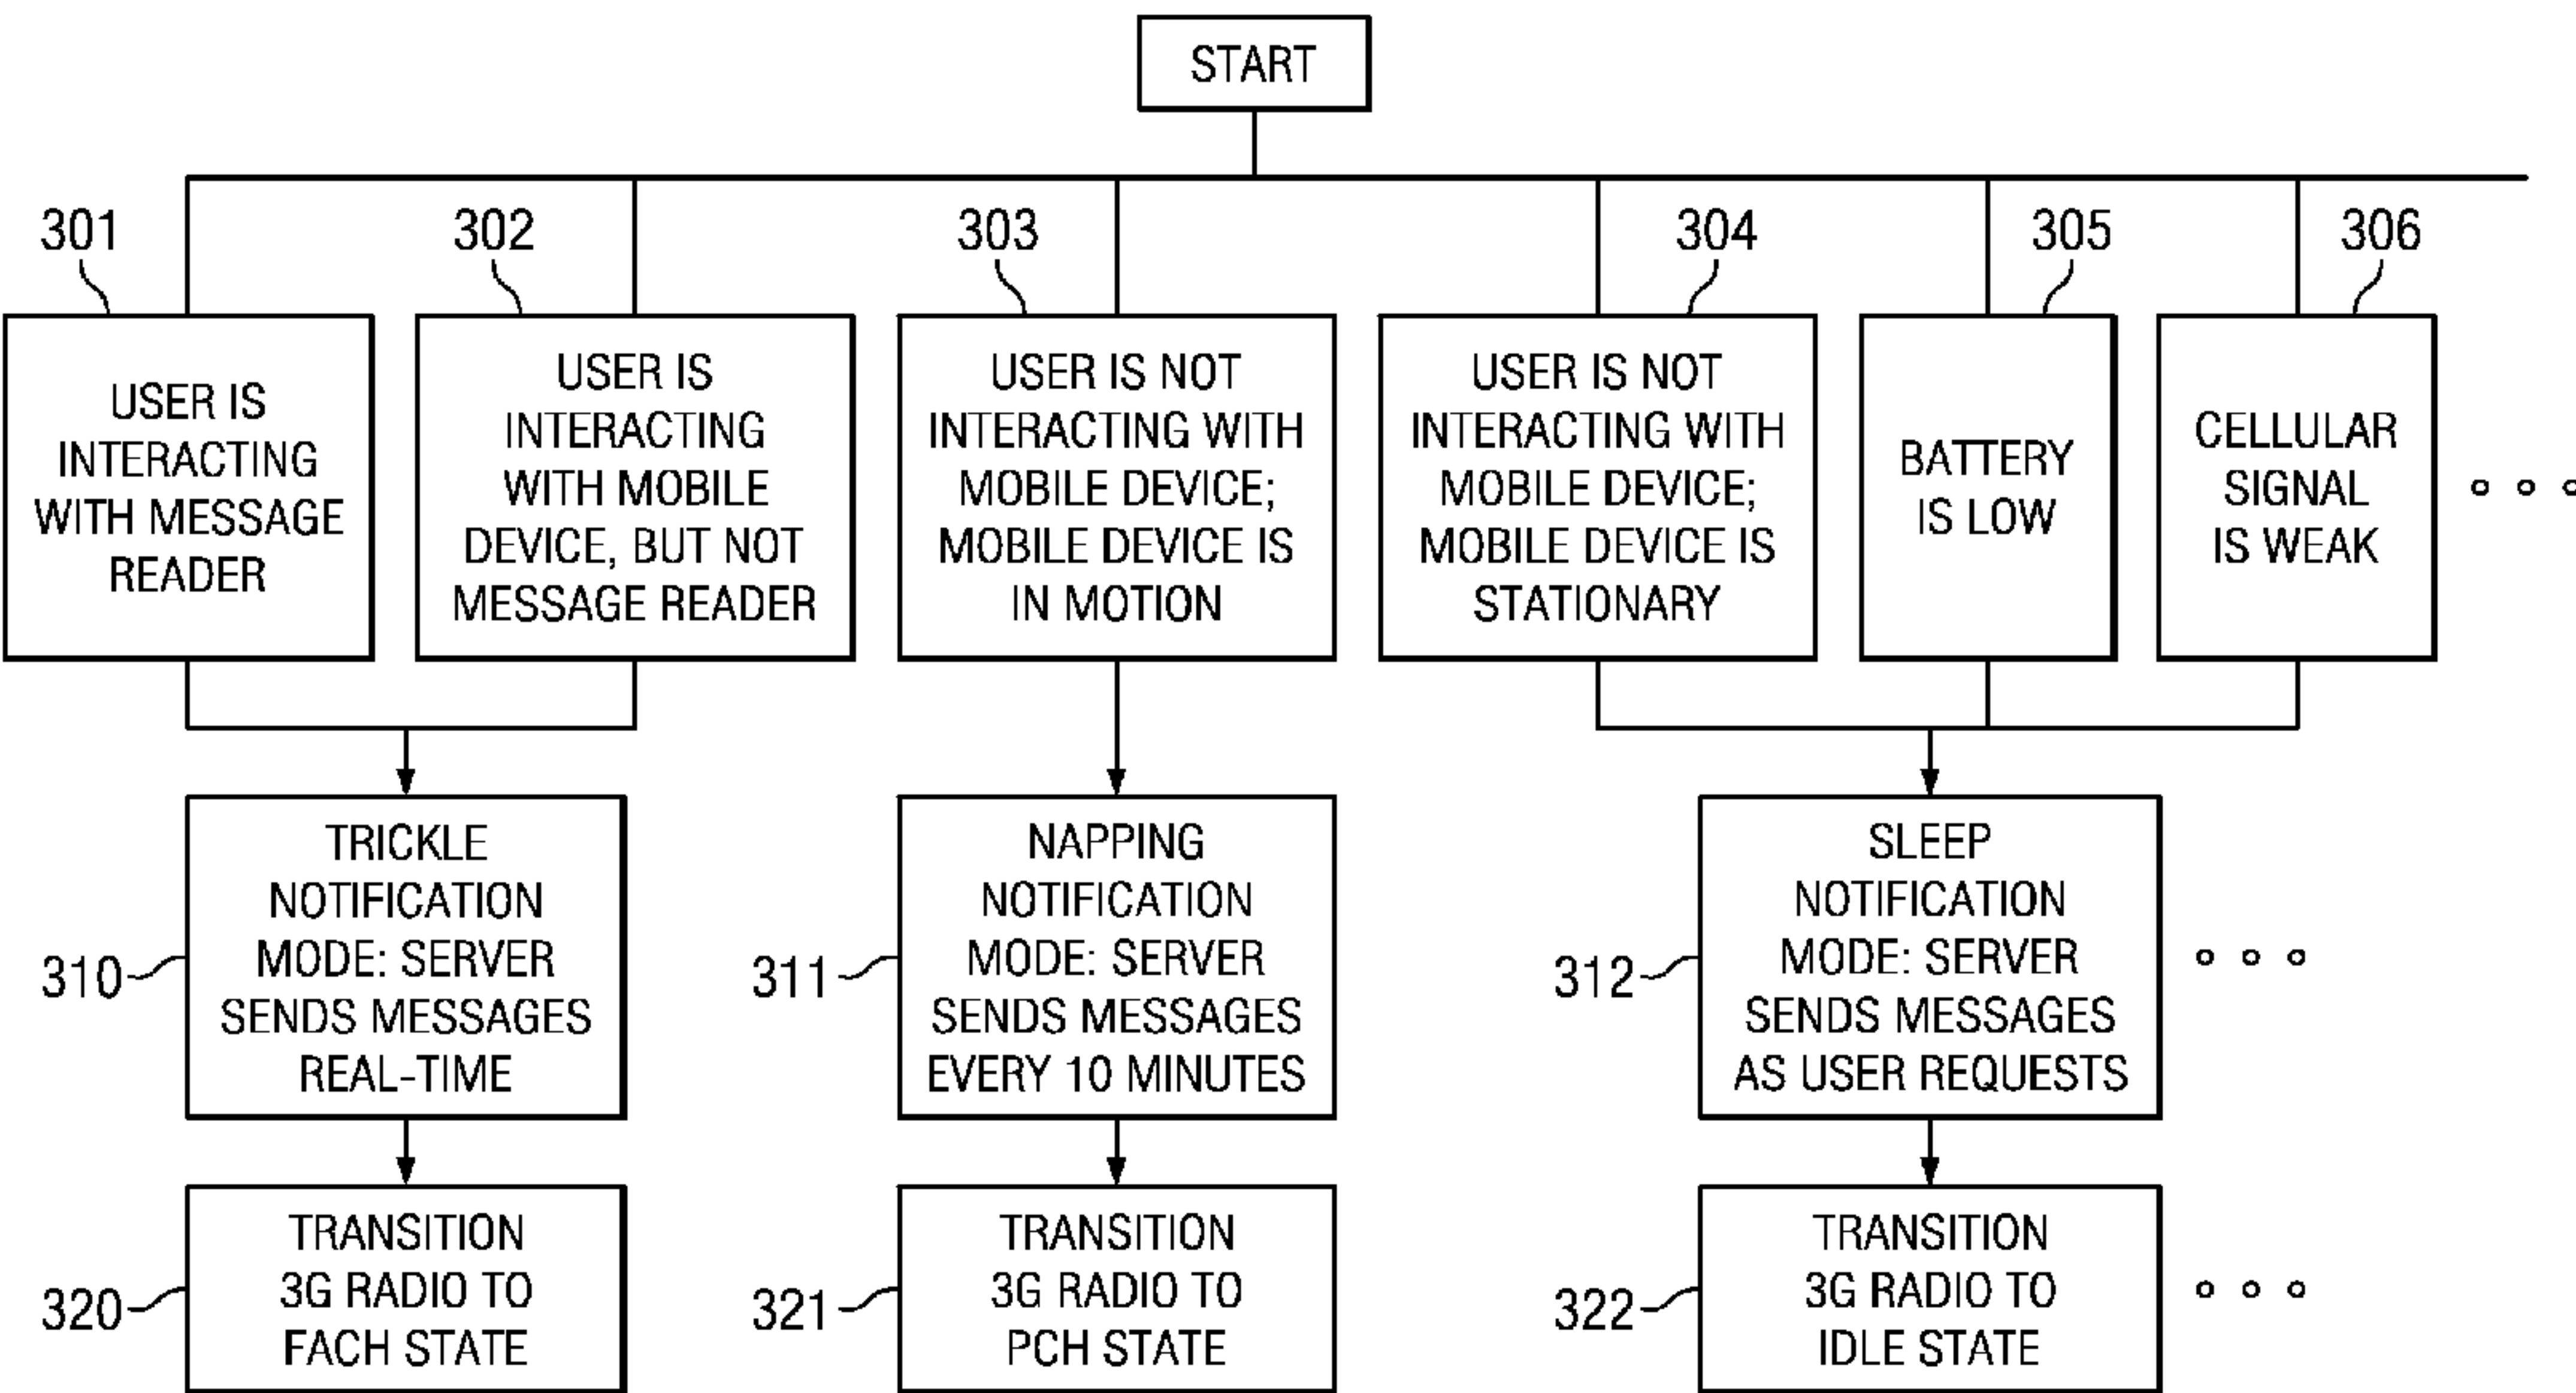 START
301
302
303
304
305
306
USER IS
INTERACTING
WITH MESSAGE
READER
USER IS
INTERACTING
WITH MOBILE
DEVICE, BUT NOT
MESSAGE READER
USER IS NOT
INTERACTING WITH
MOBILE DEVICE;
MOBILE DEVICE IS
IN MOTION
USER IS NOT
INTERACTING WITH
MOBILE DEVICE;
MOBILE DEVICE IS
STATIONARY
BATTERY
IS LOW
CELLULAR
SIGNAL
IS WEAK
310
TRICKLE
NOTIFICATION
MODE: SERVER
SENDS MESSAGES
REAL-TIME
311
NAPPING
NOTIFICATION
MODE: SERVER
SENDS MESSAGES
EVERY 10 MINUTES
312
SLEEP
NOTIFICATION
MODE: SERVER
SENDS MESSAGES
AS USER REQUESTS
320
TRANSITION
3G RADIO TO
FACH STATE
321
TRANSITION
3G RADIO TO
PCH STATE
322
TRANSITION
3G RADIO TO
IDLE STATE